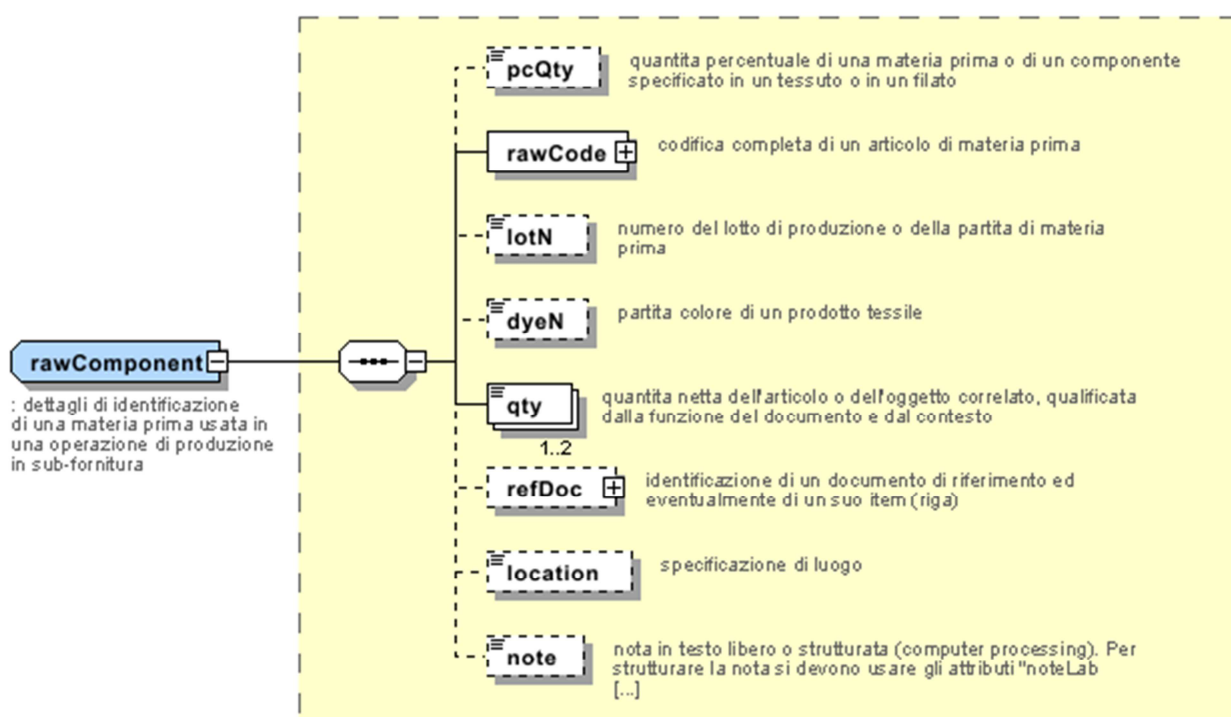 pcQty
quantita percentuale di una materia prima o di un componente
specificato in un tessuto o in un filato
rawCode
codifica completa di un articolo di materia prima
lotN
numero del lotto di produzione o della partita di materia
prima
dyeN
partita colore di un prodotto tessile
rawComponent
: dettagli di identificazione
di una materia prima usata in
una operazione di produzione
in sub-fornitura
qty
1..2
quantita netta dell'articolo o dell'oggetto correlato, qualificata
dalla funzione del documento e dal contesto
refDoc
identificazione di un documento di riferimento ed
eventualmente di un suo item (riga)
location
specificazione di luogo
note
nota in testo libero o strutturata (computer processing). Per
strutturare la nota si devono usare gli attributi "noteLab
[...]